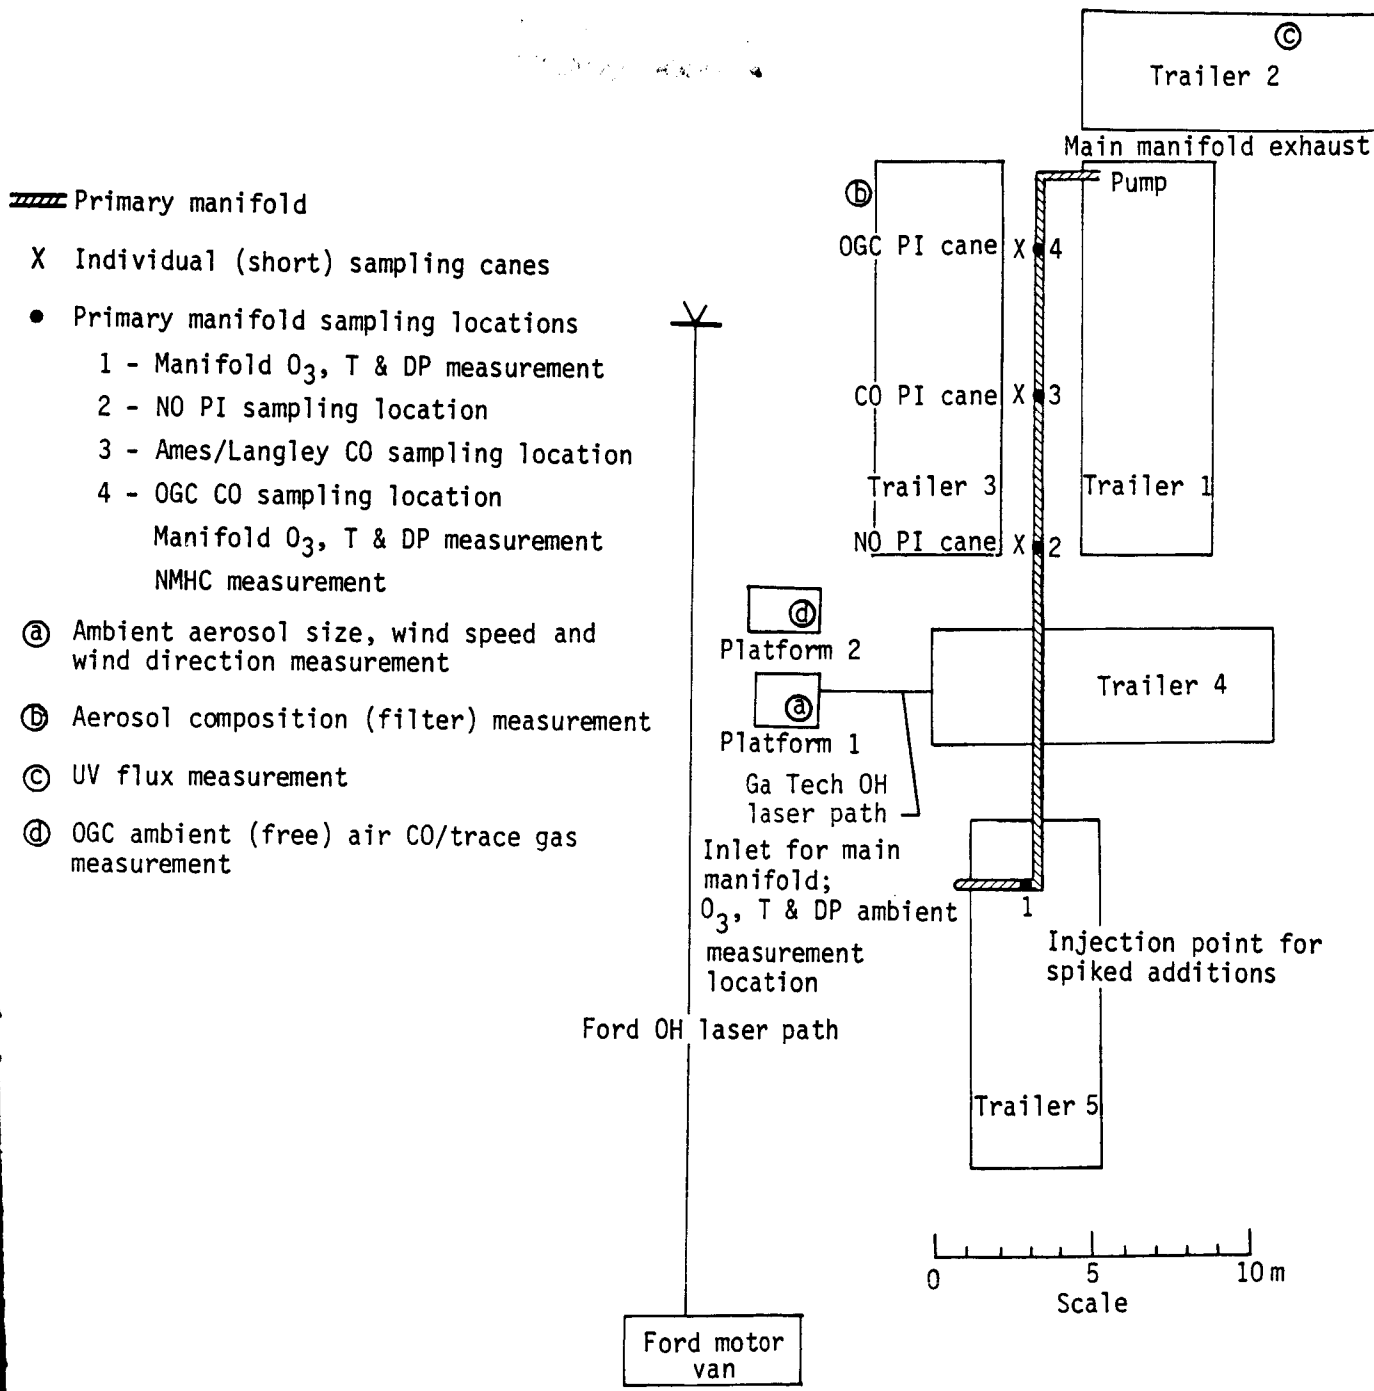 ⓒ
Trailer 2
Main manifold exhaust
Pump
Primary manifold
X Individual (short) sampling canes
● Primary manifold sampling locations
1 - Manifold O₃, T & DP measurement
2 - NO PI sampling location
3 - Ames/Langley CO sampling location
4 - OGC CO sampling location
Manifold O₃, T & DP measurement
NMHC measurement
ⓐ Ambient aerosol size, wind speed and
wind direction measurement
ⓑ Aerosol composition (filter) measurement
ⓒ UV flux measurement
ⓓ OGC ambient (free) air CO/trace gas
measurement
ⓑ
OGC PI cane X 4
CO PI cane X 3
Trailer 3
Trailer 1
NO PI cane X 2
ⓓ
Platform 2
Trailer 4
ⓐ
Platform 1
Ga Tech OH
laser path
Inlet for main
manifold;
O₃, T & DP ambient
measurement
location
1
Injection point for
spiked additions
Ford OH laser path
Trailer 5
0 5 10 m
Scale
Ford motor
van